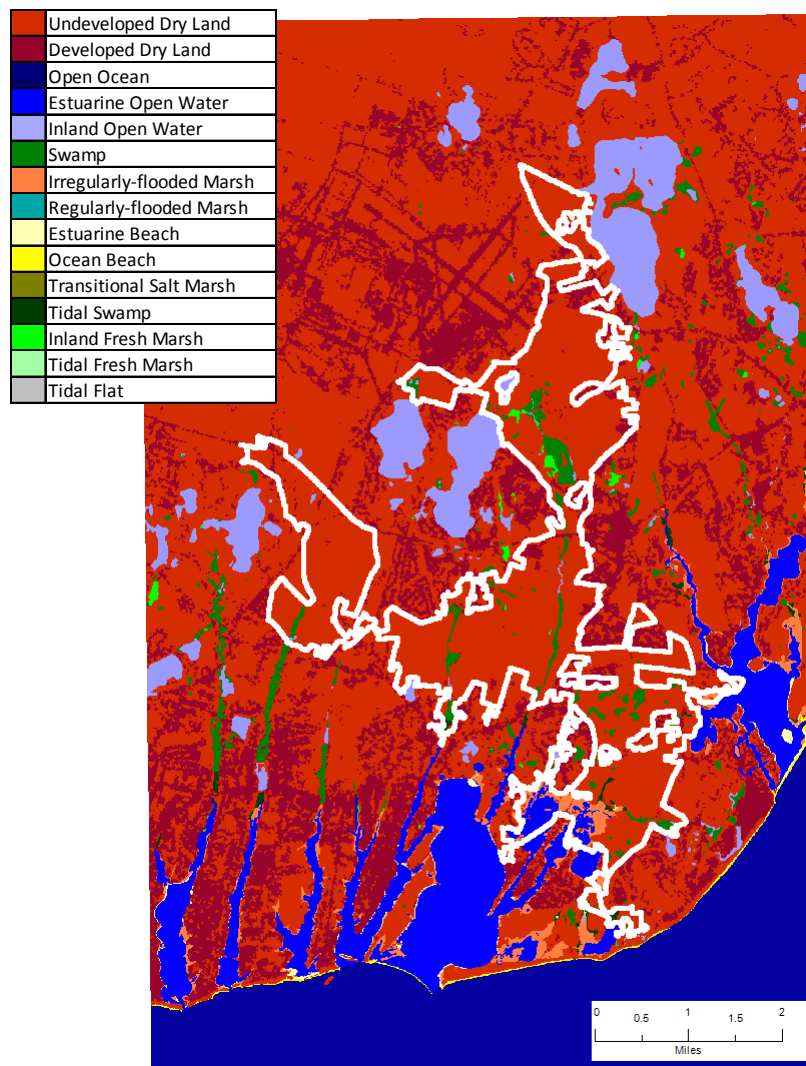 Undeveloped Dry Land
Developed Dry Land
Open Ocean
Estuarine Open Water
Inland Open Water
Swamp
Irregularly-flooded Marsh
Regularly-flooded Marsh
Estuarine Beach
Ocean Beach
Transitional Salt Marsh
Tidal Swamp
Inland Fresh Marsh
Tidal Fresh Marsh
Tidal Flat
0 0.5 1 1.5 2
Miles